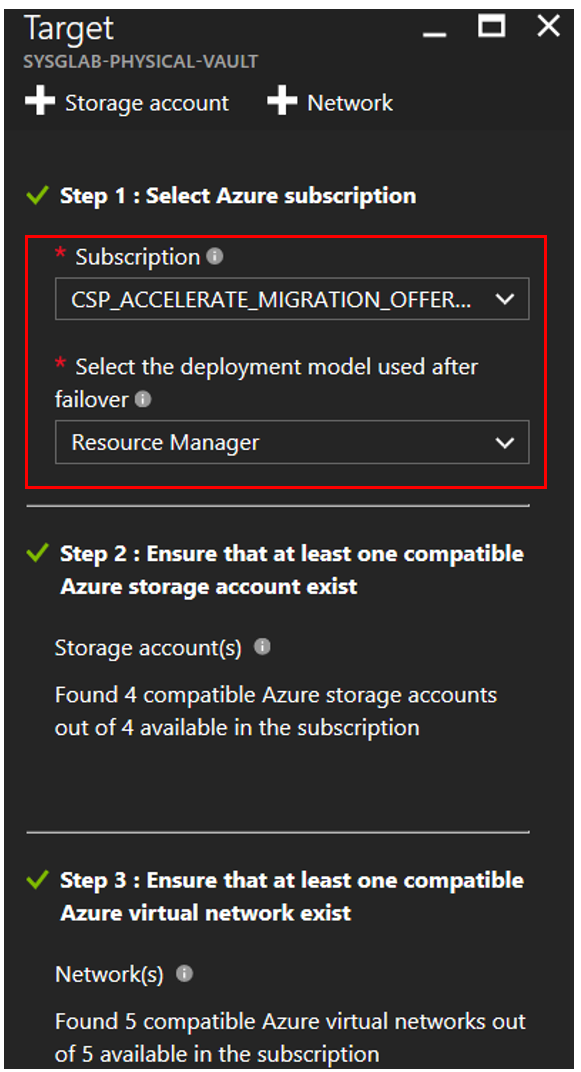 Target
SYSGLAB-PHYSICAL-VAULT
Storage account
Network
Step 1 : Select Azure subscription
* Subscription
CSP_ACCELERATE_MIGRATION_OFFER...
* Select the deployment model used after
failover
Resource Manager
Step 2 : Ensure that at least one compatible
Azure storage account exist
Storage account(s)
Found 4 compatible Azure storage accounts
out of 4 available in the subscription
Step 3 : Ensure that at least one compatible
Azure virtual network exist
Network(s)
Found 5 compatible Azure virtual networks out
of 5 available in the subscription